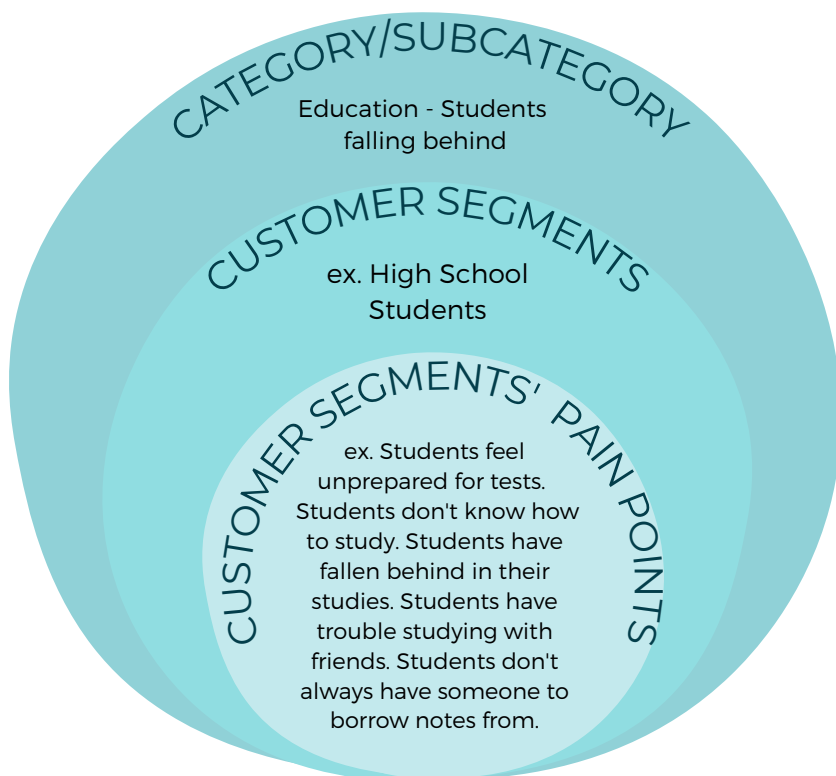 CATEGORY/SUBCATEGORY
Education - Students
falling behind
CUSTOMER SEGMENTS
ex. High School
Students
CUSTOMER SEGMENTS' PAIN POINTS
ex. Students feel
unprepared for tests.
Students don't know how
to study. Students have
fallen behind in their
studies. Students have
trouble studying with
friends. Students don't
always have someone to
borrow notes from.